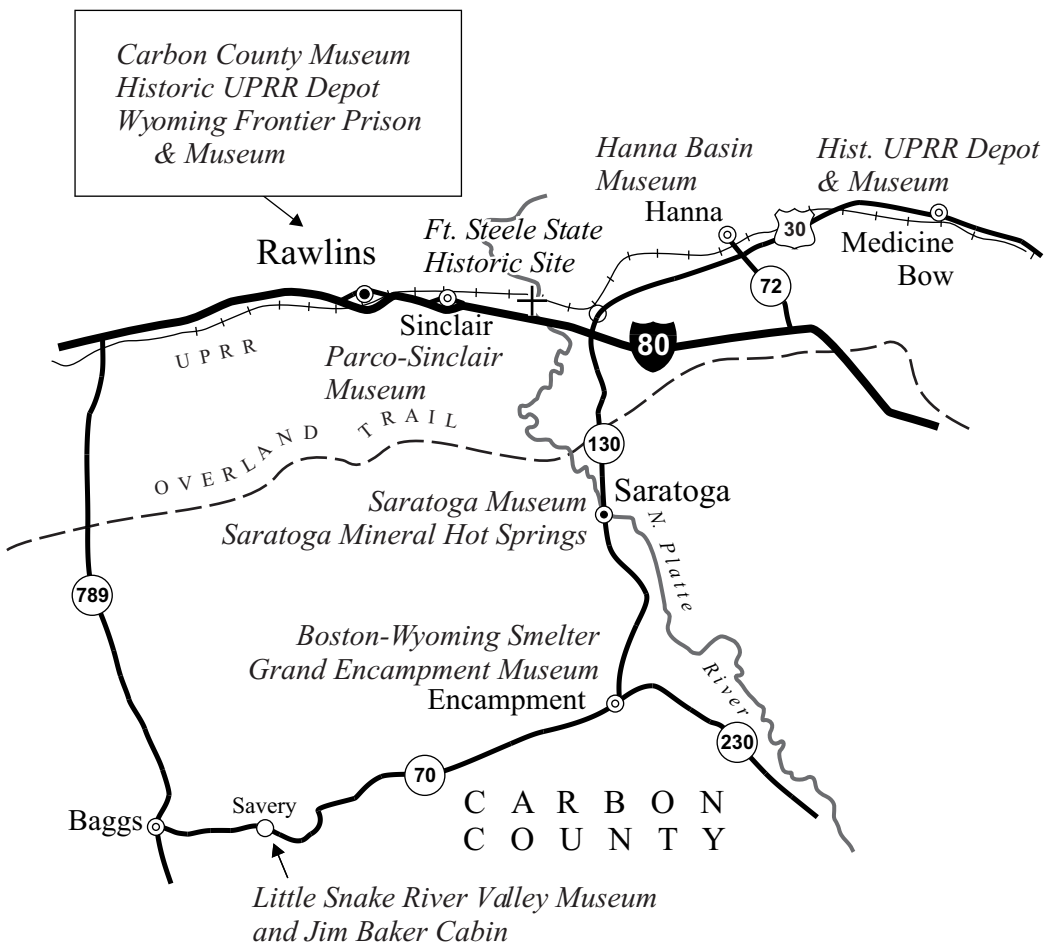 Carbon County Museum
Historic UPRR Depot
Wyoming Frontier Prison
& Museum
Hanna Basin
Museum
Hanna
Hist. UPRR Depot
& Museum
30
Medicine
Bow
Ft. Steele State
Historic Site
Rawlins
72
Sinclair
80
UPRR
Parco-Sinclair
Museum
OVERLAND TRAIL
130
Saratoga
Saratoga Museum
Saratoga Mineral Hot Springs
N. Platte
River
789
Boston-Wyoming Smelter
Grand Encampment Museum
Encampment
230
70
CARBON
COUNTY
Savery
Baggs
Little Snake River Valley Museum
and Jim Baker Cabin